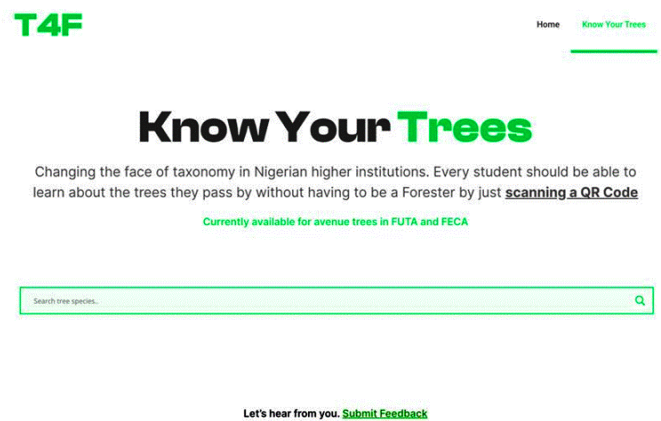 T4F
Home
Know Your Trees
Know Your Trees
Changing the face of taxonomy in Nigerian higher institutions. Every student should be able to
learn about the trees they pass by without having to be a Forester by just scanning a QR Code
Currently available for avenue trees in FUTA and FECA
Search tree species..
Let's hear from you. Submit Feedback